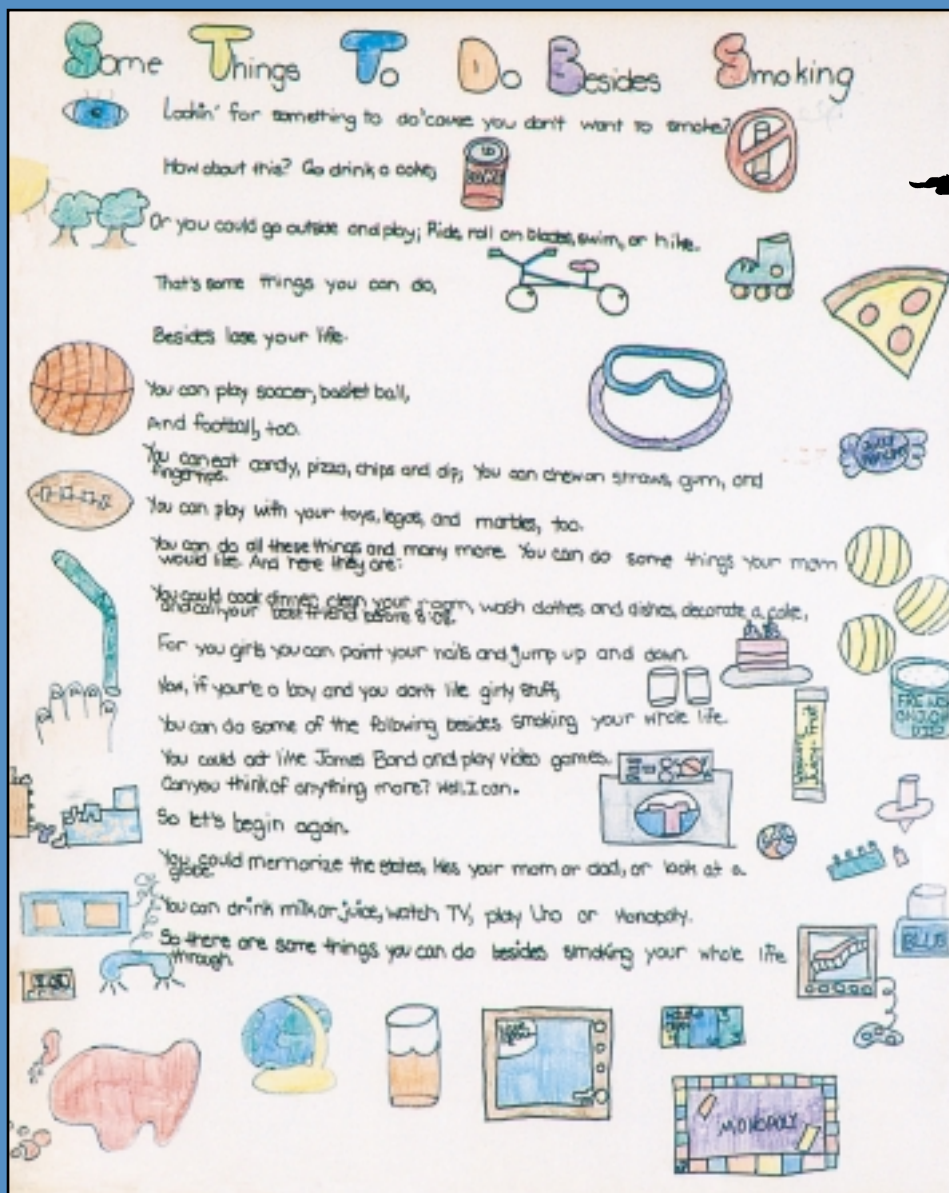 Some Things To Do Besides Smoking
Lookin' for something to do 'cause you don't want to smoke?
How about this? Go drink a coke,
Or you could go outside and play; Ride, roll on blades, swim, or hike.
That's some things you can do,
Besides lose your life.
You can play soccer, basket ball,
And football, too.
You can eat candy, pizza, chips and dip; You can chew on straws, gum, and
fingertips.
You can play with your toys, legos, and marbles, too.
You can do all these things and many more. You can do some things your mom
would like. And here they are:
You could cook dinner, clean your room, wash clothes and dishes, decorate a cake,
and call your best friend before 8:08.
For you girls you can paint your nails and jump up and down.
Now, if you're a boy and you don't like girly stuff,
You can do some of the following besides smoking your whole life.
You could act like James Bond and play video games.
Can you think of anything more? Well, I can.
So let's begin again.
You could memorize the states, kiss your mom or dad, or look at a
globe.
You can drink milk or juice, watch TV, play Uno or Monopoly.
So there are some things you can do besides smoking your whole life
through.
FRENCH
ONION
DIP
Juicy-Fruit
BLUE
MONOPOLY